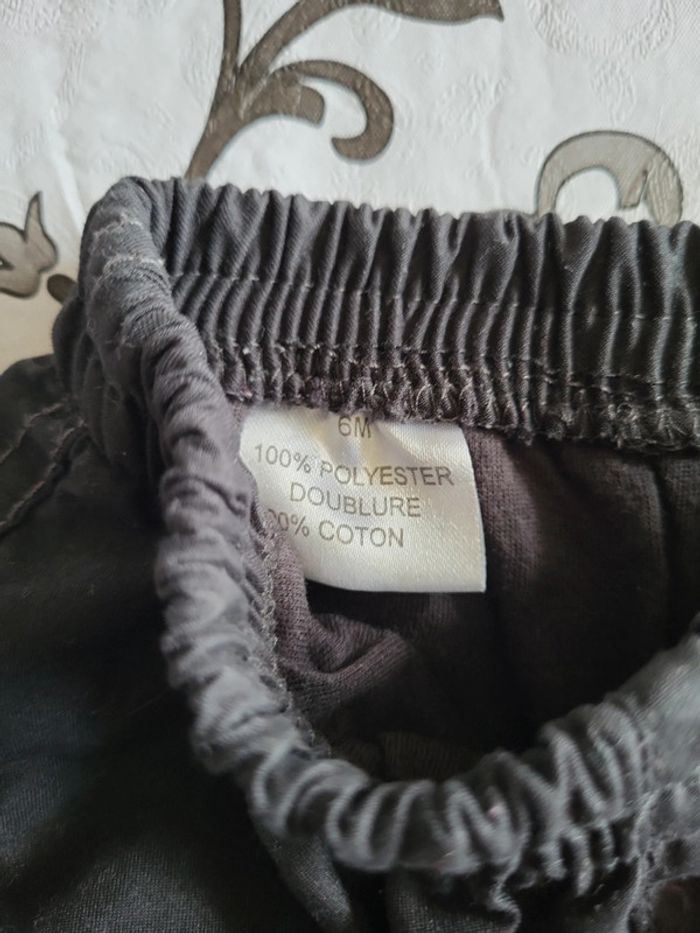 6M
100% POLYESTER
DOUBLURE
COTON